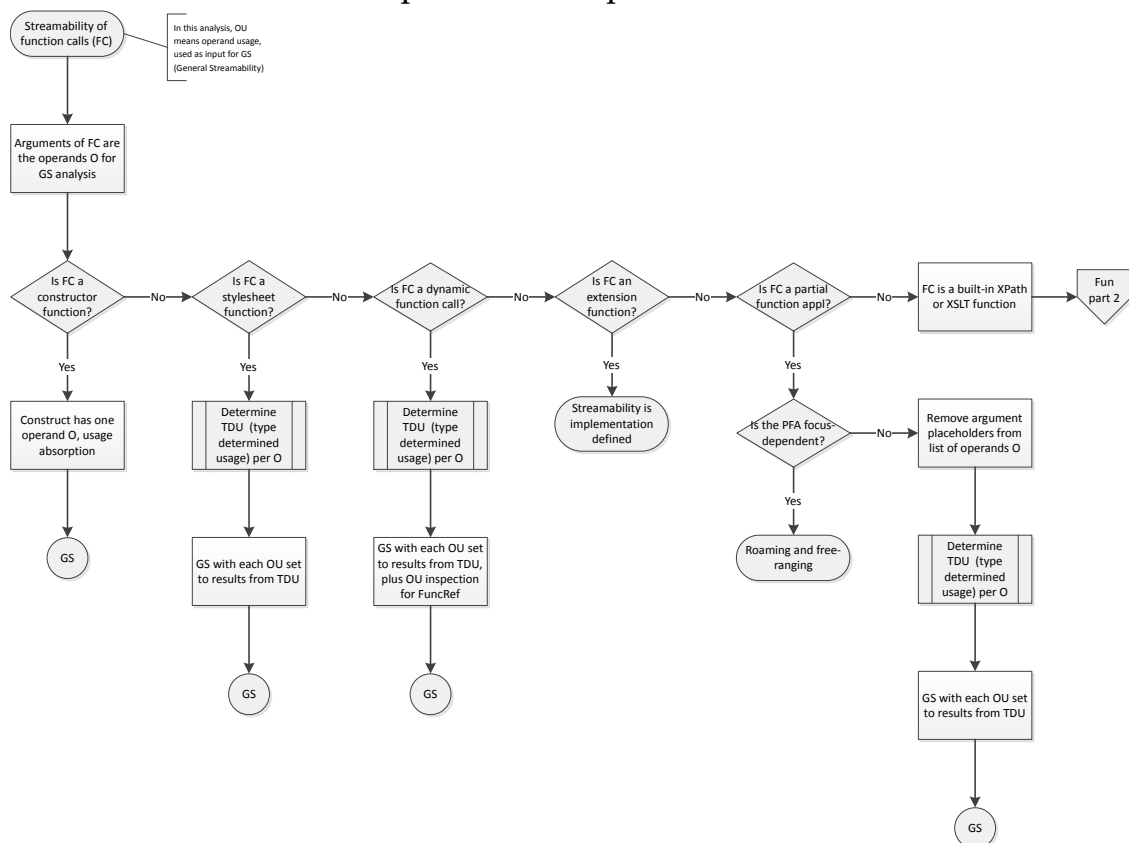 Streamability of
function calls (FC)
In this analysis, OU
means operand usage,
used as input for GS
(General Streamability)
Arguments of FC are
the operands O for
GS analysis
Is FC a
constructor
function?
No
Is FC a
stylesheet
function?
No
Is FC a dynamic
function call?
No
Is FC an
extension
function?
No
Is FC a partial
function appl?
No
FC is a built-in XPath
or XSLT function
Fun
part 2
Yes
Yes
Yes
Yes
Yes
Construct has one
operand O, usage
absorption
Determine
TDU (type
determined
usage) per O
Determine
TDU (type
determined
usage) per O
Streamability is
implementation
defined
Is the PFA focus-
dependent?
No
Remove argument
placeholders from
list of operands O
Yes
GS
GS with each OU set
to results from TDU
GS with each OU set
to results from TDU,
plus OU inspection
for FuncRef
Roaming and free-
ranging
Determine
TDU (type
determined
usage) per O
GS
GS
GS with each OU set
to results from TDU
GS